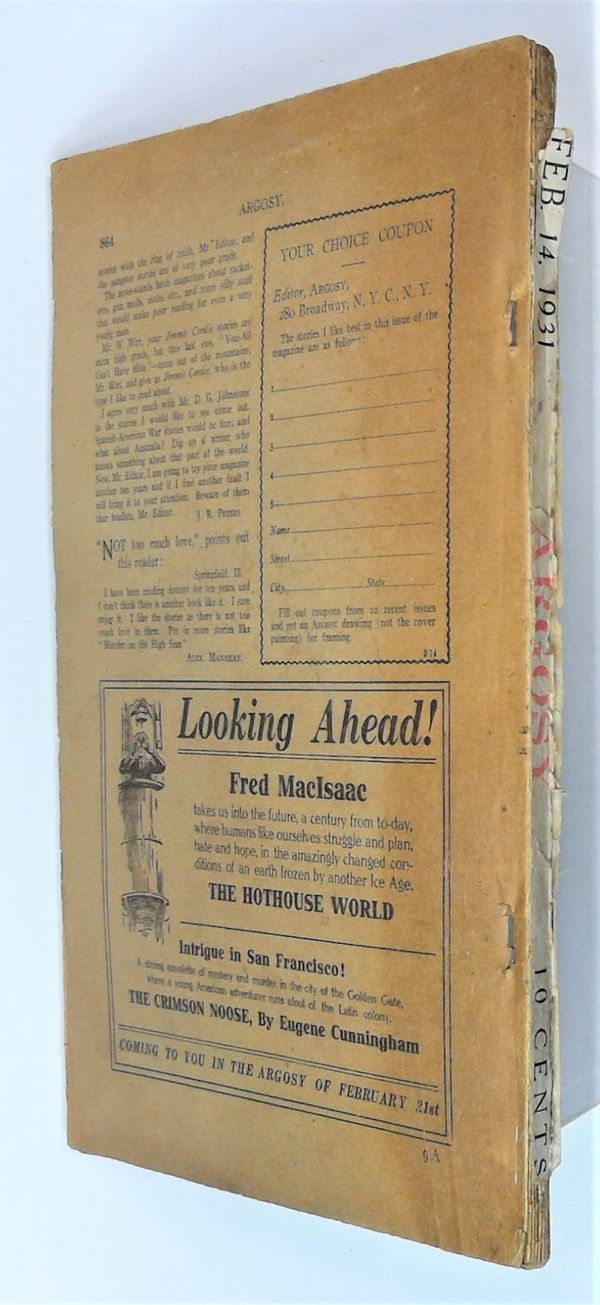 ARGOSY.
864
stories with the ring of truth, Mr. Editor, and
the gangster stories are of very poor grade.
The news-stands have magazines about racket-
eers, gun molls, mobs, etc., and more silly stuff
that would make poor reading for even a very
young man.
Mr. W. Wirt, your Jimmie Cordie stories are
extra high grade, but this last one, "You-All
Can't Have Him"—come out of the mountains,
Mr. Wirt, and give us Jimmie Cordie, who is the
type I like to read about.
I agree very much with Mr. D. G. Johnstone
in the stories I would like to see come out.
Spanish-American War stories would be fine; and
what about Australia? Dig up a writer who
knows something about that part of the world.
Now, Mr. Editor, I am going to try your magazine
another ten years and if I find another fault I
will bring it to your attention. Beware of them
thar feudists, Mr. Editor.
J. R. Peters.
"NOT too much love," points out
this reader:
Springfield, Ill.
I have been reading Argosy for ten years and
I don't think there is another book like it. I sure
enjoy it. I like the stories as there is not too
much love in them. Put in more stories like
"Murder on the High Seas."
Alex.
YOUR CHOICE COUPON
Editor, ARGOSY,
280 Broadway, N. Y. C., N. Y.
The stories I like best in this issue of the
magazine are as follows:
1
2
3
4
5
Name
Street
City State
Fill out coupons from 10 recent issues
and get an ARGOSY drawing (not the cover
painting) for framing.
2-14
Looking Ahead!
Fred MacIsaac
takes us into the future, a century from to-day,
where humans like ourselves struggle and plan,
hate and hope, in the amazingly changed con-
ditions of an earth frozen by another Ice Age.
THE HOTHOUSE WORLD
Intrigue in San Francisco!
A stirring novelette of mystery and murder in the city of the Golden Gate,
where a young American adventurer runs afoul of the Latin colony.
THE CRIMSON NOOSE, By Eugene Cunningham
COMING TO YOU IN THE ARGOSY OF FEBRUARY 21st
9 A
FEB. 14, 1931
ARGOSY
10 CENTS